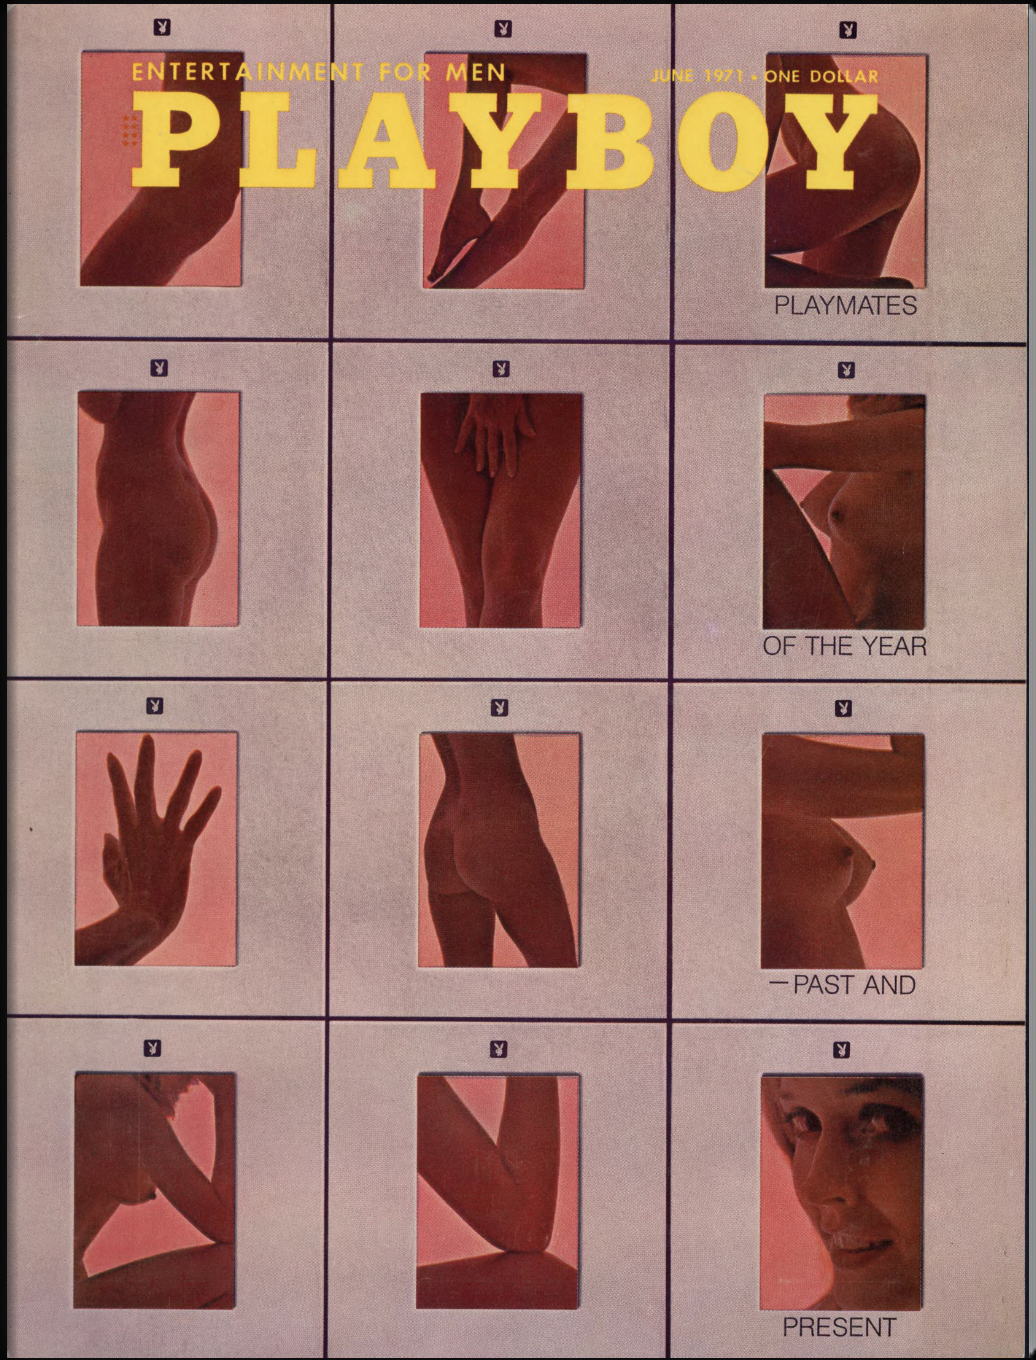 ENTERTAINMENT FOR MEN
JUNE 1971 • ONE DOLLAR
PLAYBOY
PLAYMATES
OF THE YEAR
—PAST AND
PRESENT